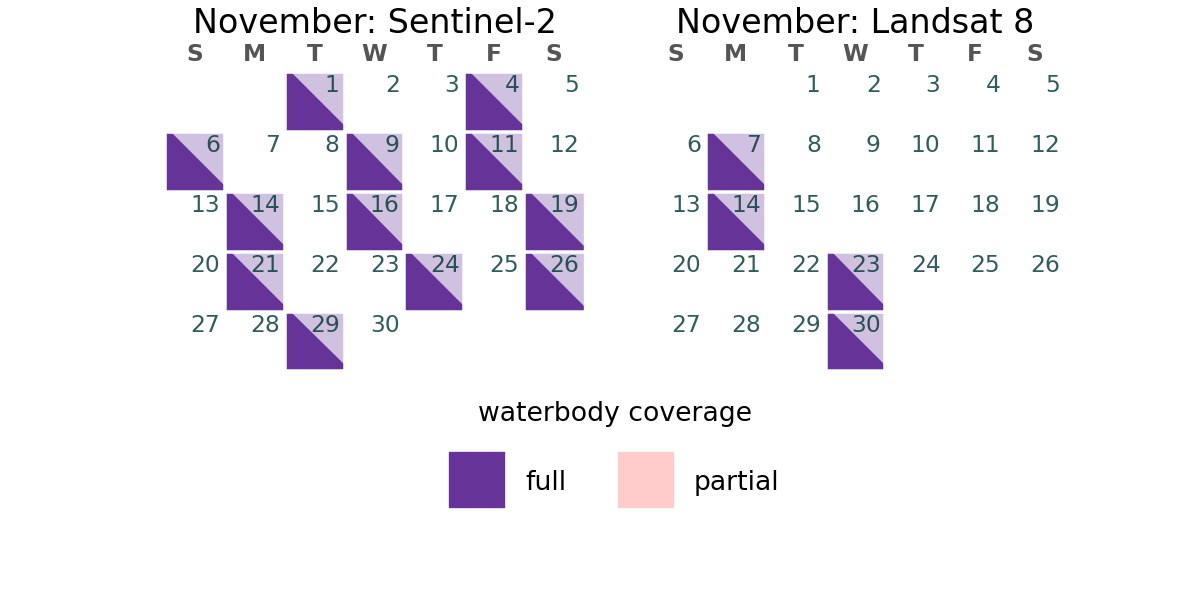 November: Sentinel-2
S M T W T F S
1 2 3 4 5
6 7 8 9 10 11 12
13 14 15 16 17 18 19
20 21 22 23 24 25 26
27 28 29 30
November: Landsat 8
S M T W T F S
1 2 3 4 5
6 7 8 9 10 11 12
13 14 15 16 17 18 19
20 21 22 23 24 25 26
27 28 29 30
waterbody coverage
full
partial